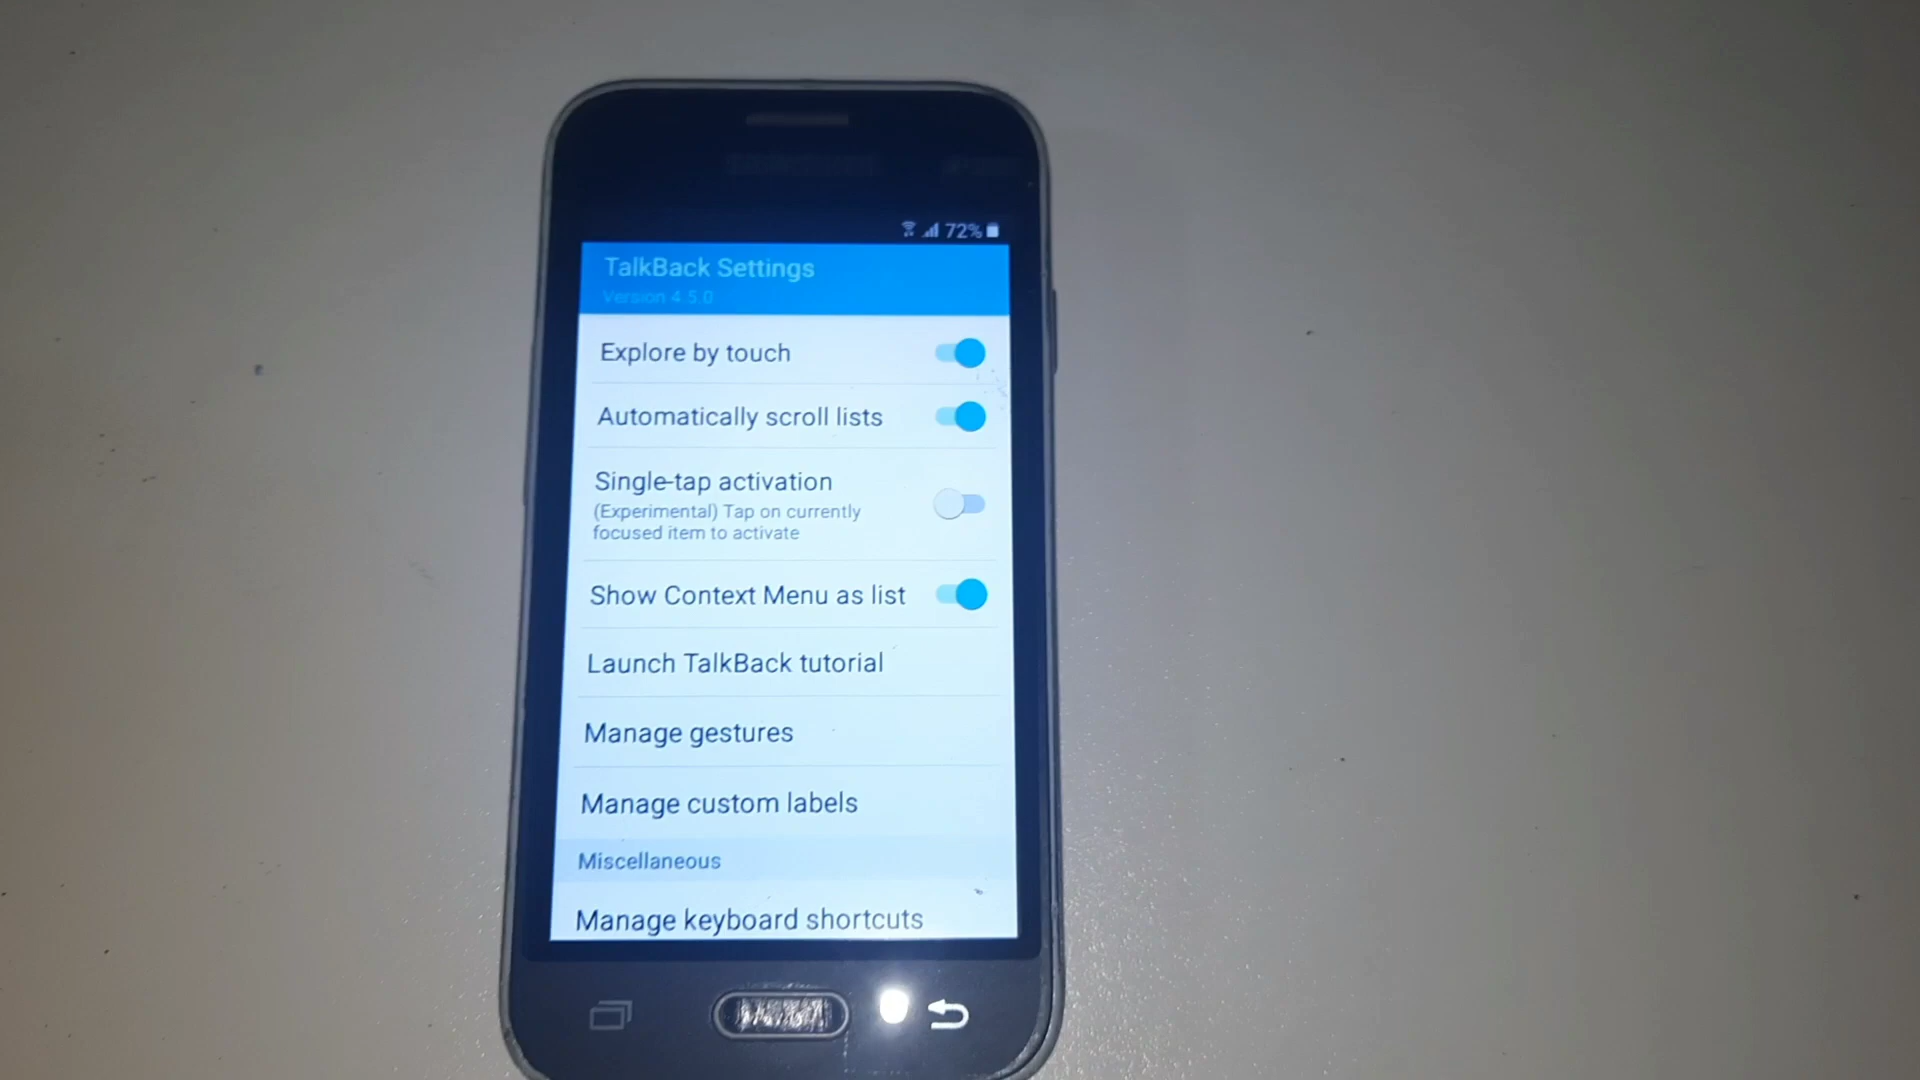 72%
TalkBack Settings
Version 4.5.0
Explore by touch
Automatically scroll lists
Single-tap activation
(Experimental) Tap on currently
focused item to activate
Show Context Menu as list
Launch TalkBack tutorial
Manage gestures
Manage custom labels
Miscellaneous
Manage keyboard shortcuts